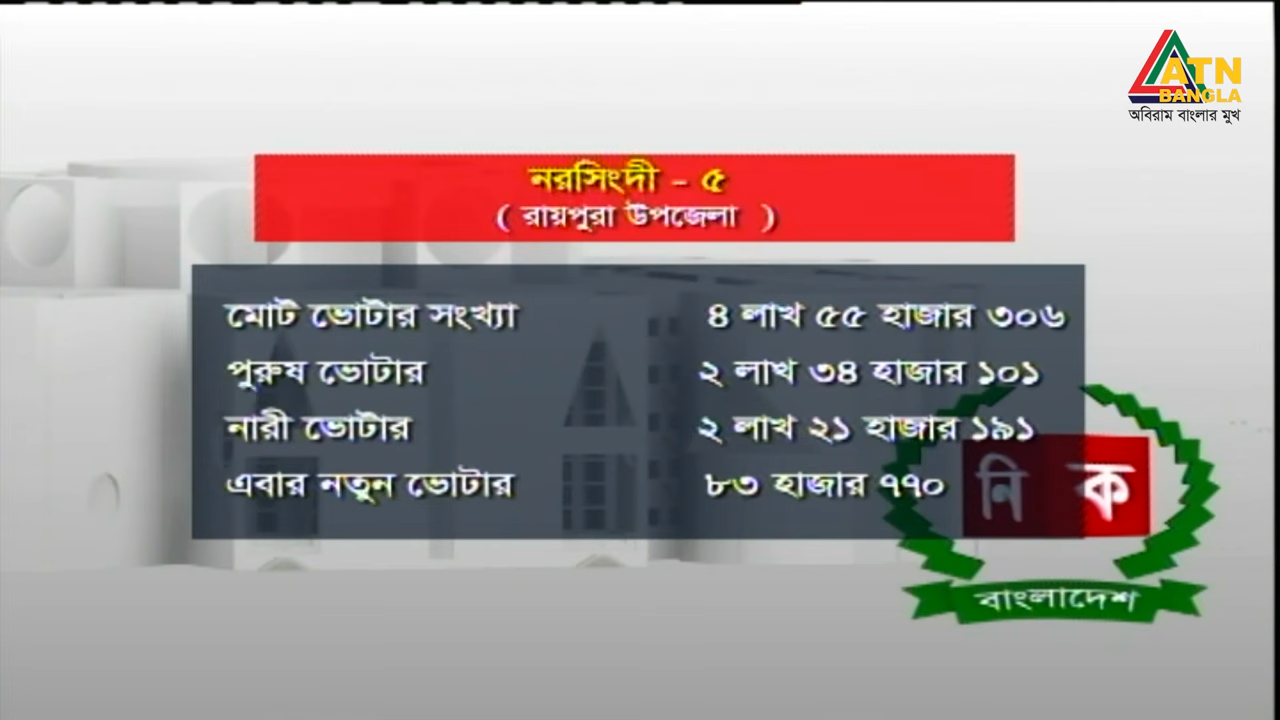 ATN
BANGLA
অবিরাম বাংলার মুখ
নরসিংদী - ৫
( রায়পুরা উপজেলা )
মোট ভোটার সংখ্যা ৪ লাখ ৫৫ হাজার ৩০৬
পুরুষ ভোটার ২ লাখ ৩৪ হাজার ১০১
নারী ভোটার ২ লাখ ২১ হাজার ১৯১
এবার নতুন ভোটার ৮৩ হাজার ৭৭০
নি ক
বাংলাদেশ